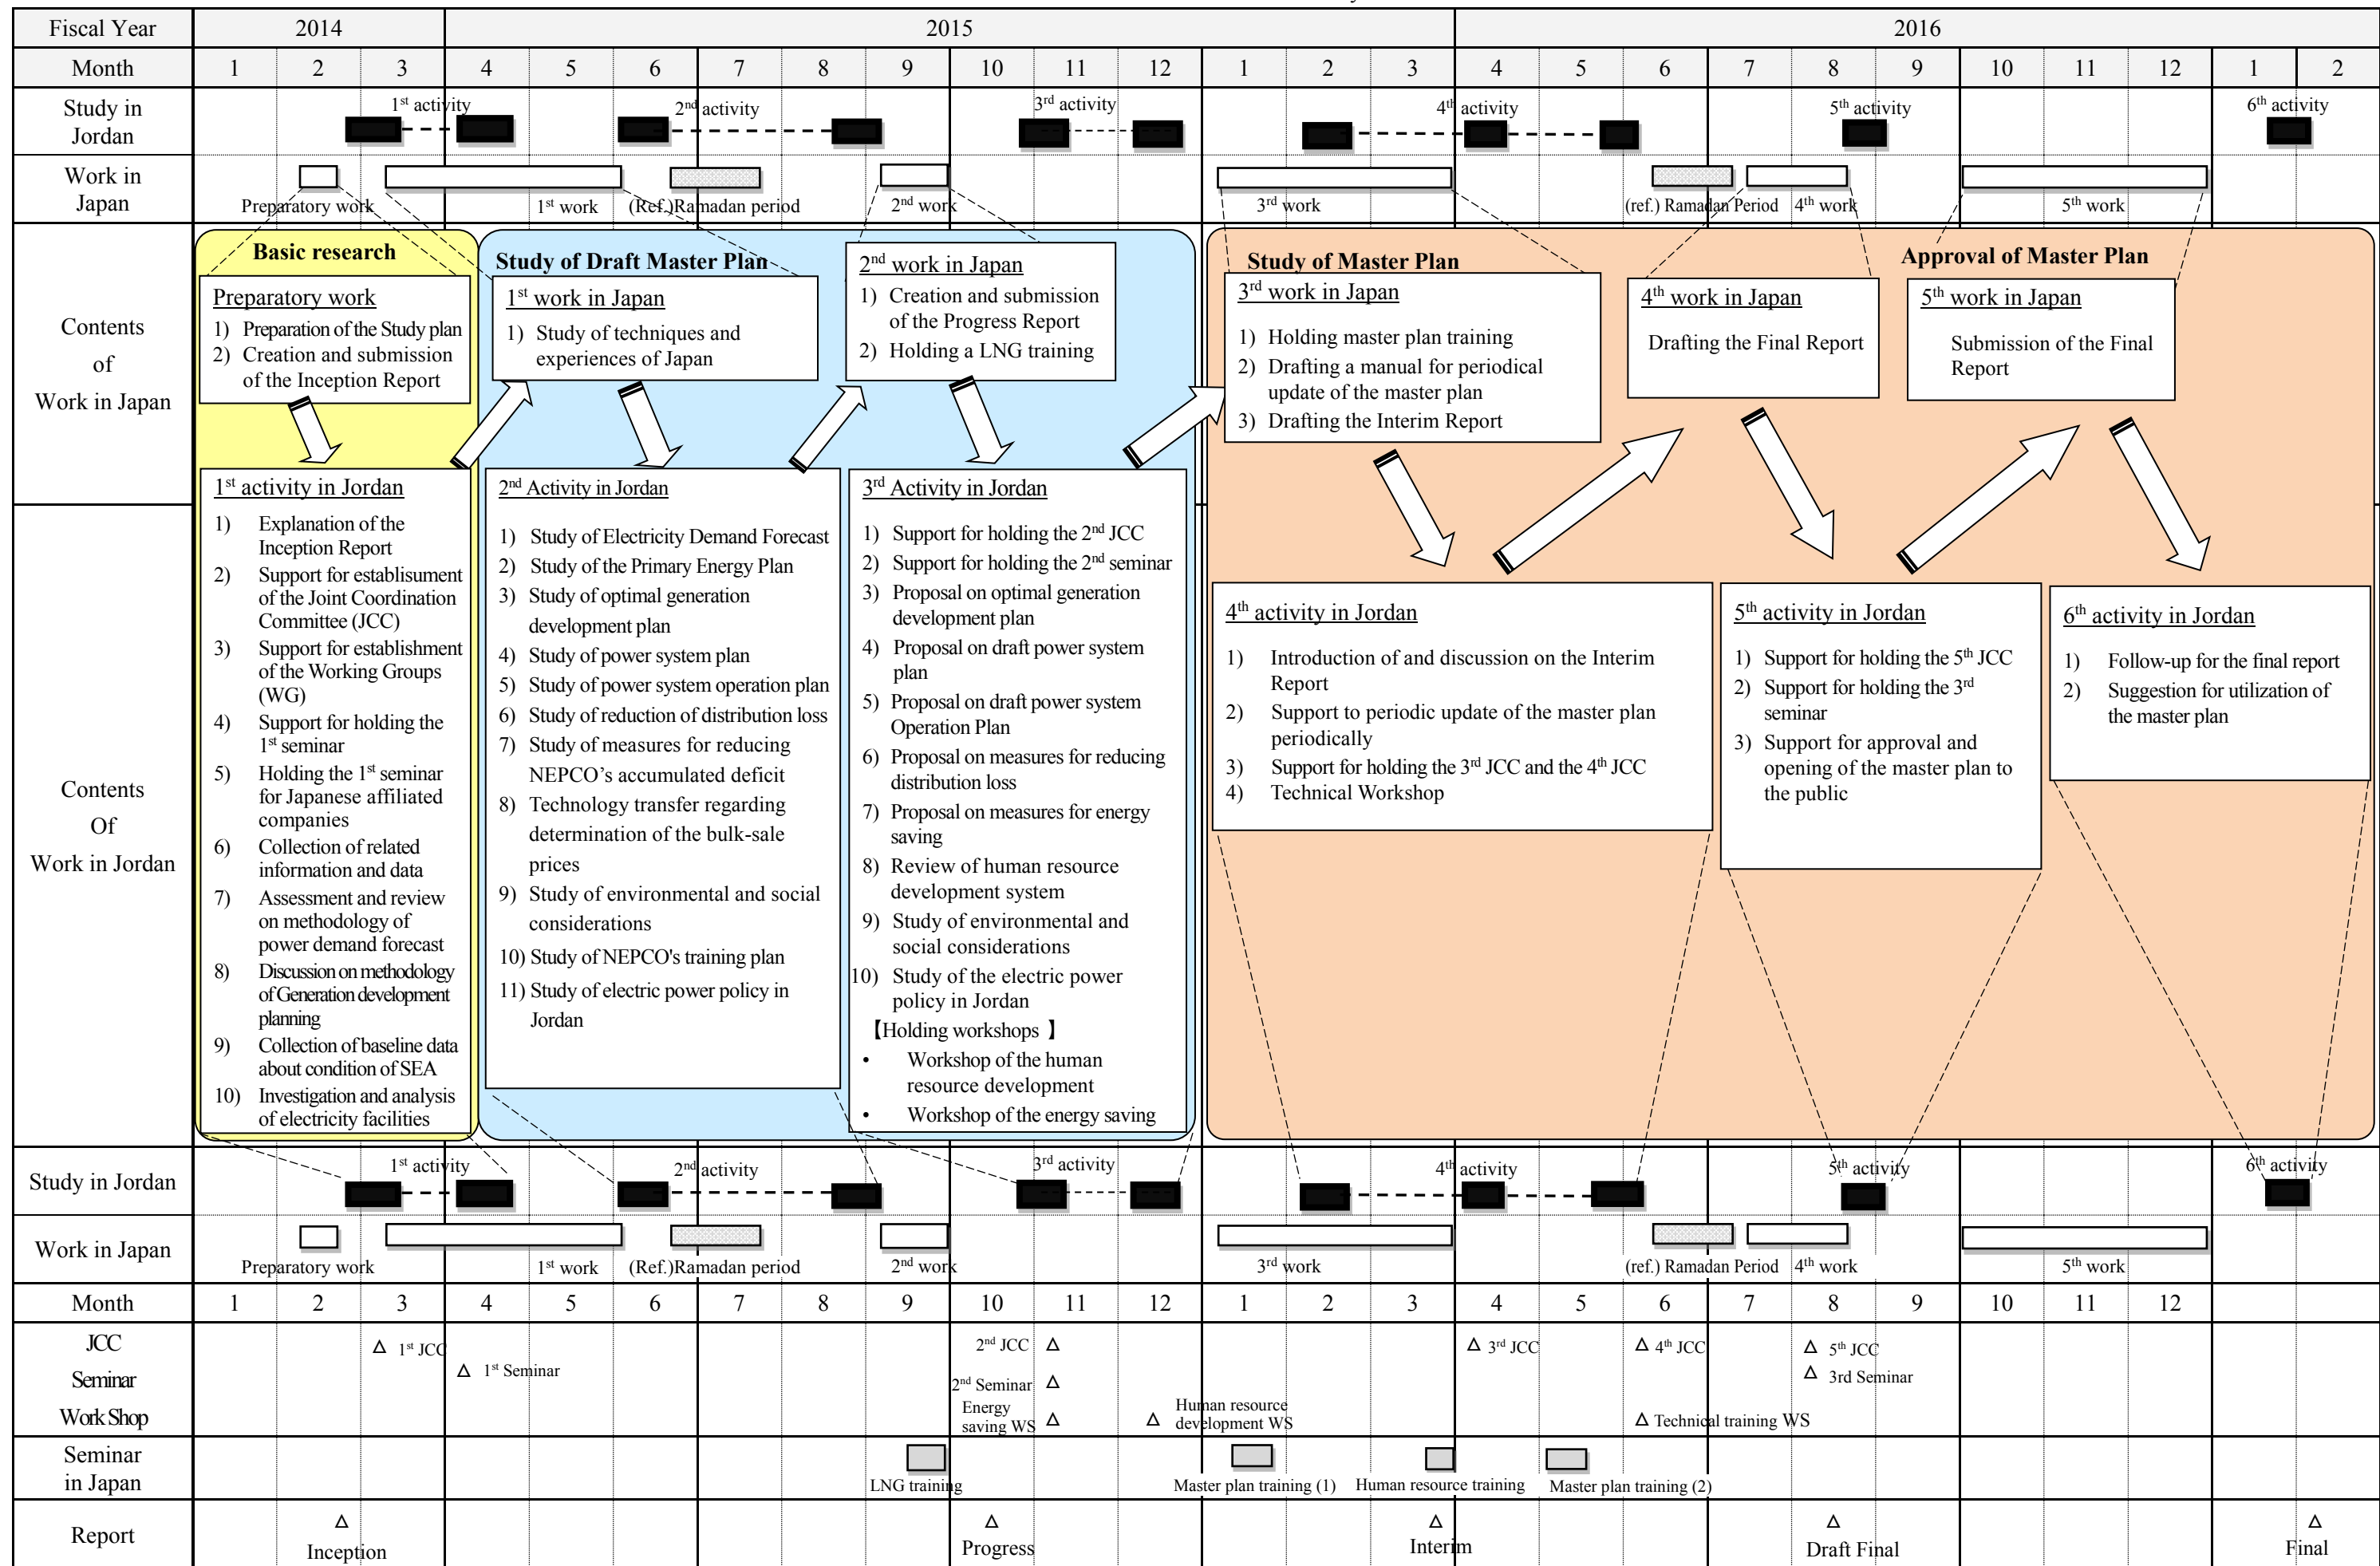 Fiscal Year 2014 2015 2016
Month 1 2 3 4 5 6 7 8 9 10 11 12 1 2 3 4 5 6 7 8 9 10 11 12 1 2
Study in
Jordan
1st activity 2nd activity 3rd activity 4th activity 5th activity 6th activity
Work in
Japan
Preparatory work 1st work (Ref.)Ramadan period 2nd work 3rd work (ref.) Ramadan Period 4th work 5th work
Contents
of
Work in Japan
Basic research
Preparatory work
1) Preparation of the Study plan
2) Creation and submission
of the Inception Report
Study of Draft Master Plan
1st work in Japan
1) Study of techniques and
experiences of Japan
2nd work in Japan
1) Creation and submission
of the Progress Report
2) Holding a LNG training
Study of Master Plan
3rd work in Japan
1) Holding master plan training
2) Drafting a manual for periodical
update of the master plan
3) Drafting the Interim Report
4th work in Japan
Drafting the Final Report
Approval of Master Plan
5th work in Japan
Submission of the Final
Report
Contents
Of
Work in Jordan
1st activity in Jordan
1) Explanation of the
Inception Report
2) Support for establisument
of the Joint Coordination
Committee (JCC)
3) Support for establishment
of the Working Groups
(WG)
4) Support for holding the
1st seminar
5) Holding the 1st seminar
for Japanese affiliated
companies
6) Collection of related
information and data
7) Assessment and review
on methodology of
power demand forecast
8) Discussion on methodology
of Generation development
planning
9) Collection of baseline data
about condition of SEA
10) Investigation and analysis
of electricity facilities
2nd Activity in Jordan
1) Study of Electricity Demand Forecast
2) Study of the Primary Energy Plan
3) Study of optimal generation
development plan
4) Study of power system plan
5) Study of power system operation plan
6) Study of reduction of distribution loss
7) Study of measures for reducing
NEPCO’s accumulated deficit
8) Technology transfer regarding
determination of the bulk-sale
prices
9) Study of environmental and social
considerations
10) Study of NEPCO's training plan
11) Study of electric power policy in
Jordan
3rd Activity in Jordan
1) Support for holding the 2nd JCC
2) Support for holding the 2nd seminar
3) Proposal on optimal generation
development plan
4) Proposal on draft power system
plan
5) Proposal on draft power system
Operation Plan
6) Proposal on measures for reducing
distribution loss
7) Proposal on measures for energy
saving
8) Review of human resource
development system
9) Study of environmental and
social considerations
10) Study of the electric power
policy in Jordan
【Holding workshops 】
• Workshop of the human
resource development
• Workshop of the energy saving
4th activity in Jordan
1) Introduction of and discussion on the Interim
Report
2) Support to periodic update of the master plan
periodically
3) Support for holding the 3rd JCC and the 4th JCC
4) Technical Workshop
5th activity in Jordan
1) Support for holding the 5th JCC
2) Support for holding the 3rd
seminar
3) Support for approval and
opening of the master plan to
the public
6th activity in Jordan
1) Follow-up for the final report
2) Suggestion for utilization of
the master plan
Study in Jordan
1st activity 2nd activity 3rd activity 4th activity 5th activity 6th activity
Work in Japan
Preparatory work 1st work (Ref.)Ramadan period 2nd work 3rd work (ref.) Ramadan Period 4th work 5th work
Month 1 2 3 4 5 6 7 8 9 10 11 12 1 2 3 4 5 6 7 8 9 10 11 12 1 2
JCC
1st JCC 2nd JCC 3rd JCC 4th JCC 5th JCC
Seminar
1st Seminar 2nd Seminar 3rd Seminar
Work Shop
Energy
saving WS
Human resource
development WS
Technical training WS
Seminar
in Japan
LNG training Master plan training (1) Human resource training Master plan training (2)
Report
Inception Progress Interim Draft Final Final